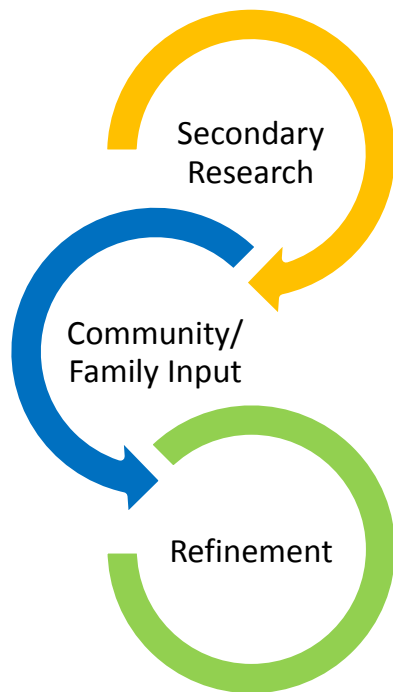 Secondary
Research
Community/
Family Input
Refinement